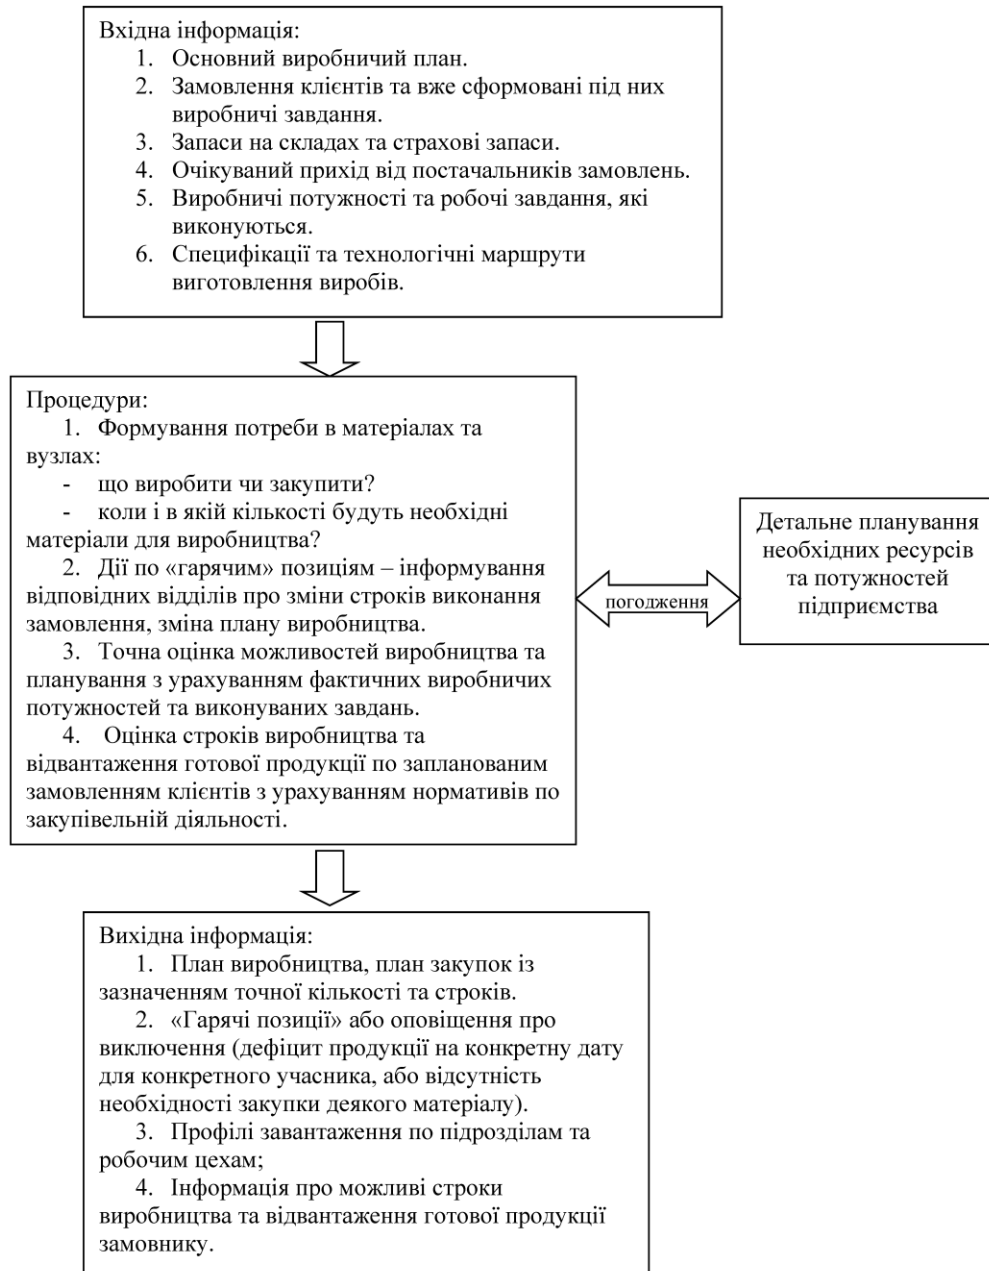 Вхідна інформація:
1. Основний виробничий план.
2. Замовлення клієнтів та вже сформовані під них
виробничі завдання.
3. Запаси на складах та страхові запаси.
4. Очікуваний прихід від постачальників замовлень.
5. Виробничі потужності та робочі завдання, які
виконуються.
6. Специфікації та технологічні маршрути
виготовлення виробів.
Процедури:
1. Формування потреби в матеріалах та
вузлах:
- що виробити чи закупити?
- коли і в якій кількості будуть необхідні
матеріали для виробництва?
2. Дії по «гарячим» позиціям – інформування
відповідних відділів про зміни строків виконання
замовлення, зміна плану виробництва.
3. Точна оцінка можливостей виробництва та
планування з урахуванням фактичних виробничих
потужностей та виконуваних завдань.
4. Оцінка строків виробництва та
відвантаження готової продукції по запланованим
замовленням клієнтів з урахуванням нормативів по
закупівельній діяльності.
погодження
Детальне планування
необхідних ресурсів
та потужностей
підприємства
Вихідна інформація:
1. План виробництва, план закупок із
зазначенням точної кількості та строків.
2. «Гарячі позиції» або оповіщення про
виключення (дефіцит продукції на конкретну дату
для конкретного учасника, або відсутність
необхідності закупки деякого матеріалу).
3. Профілі завантаження по підрозділам та
робочим цехам;
4. Інформація про можливі строки
виробництва та відвантаження готової продукції
замовнику.